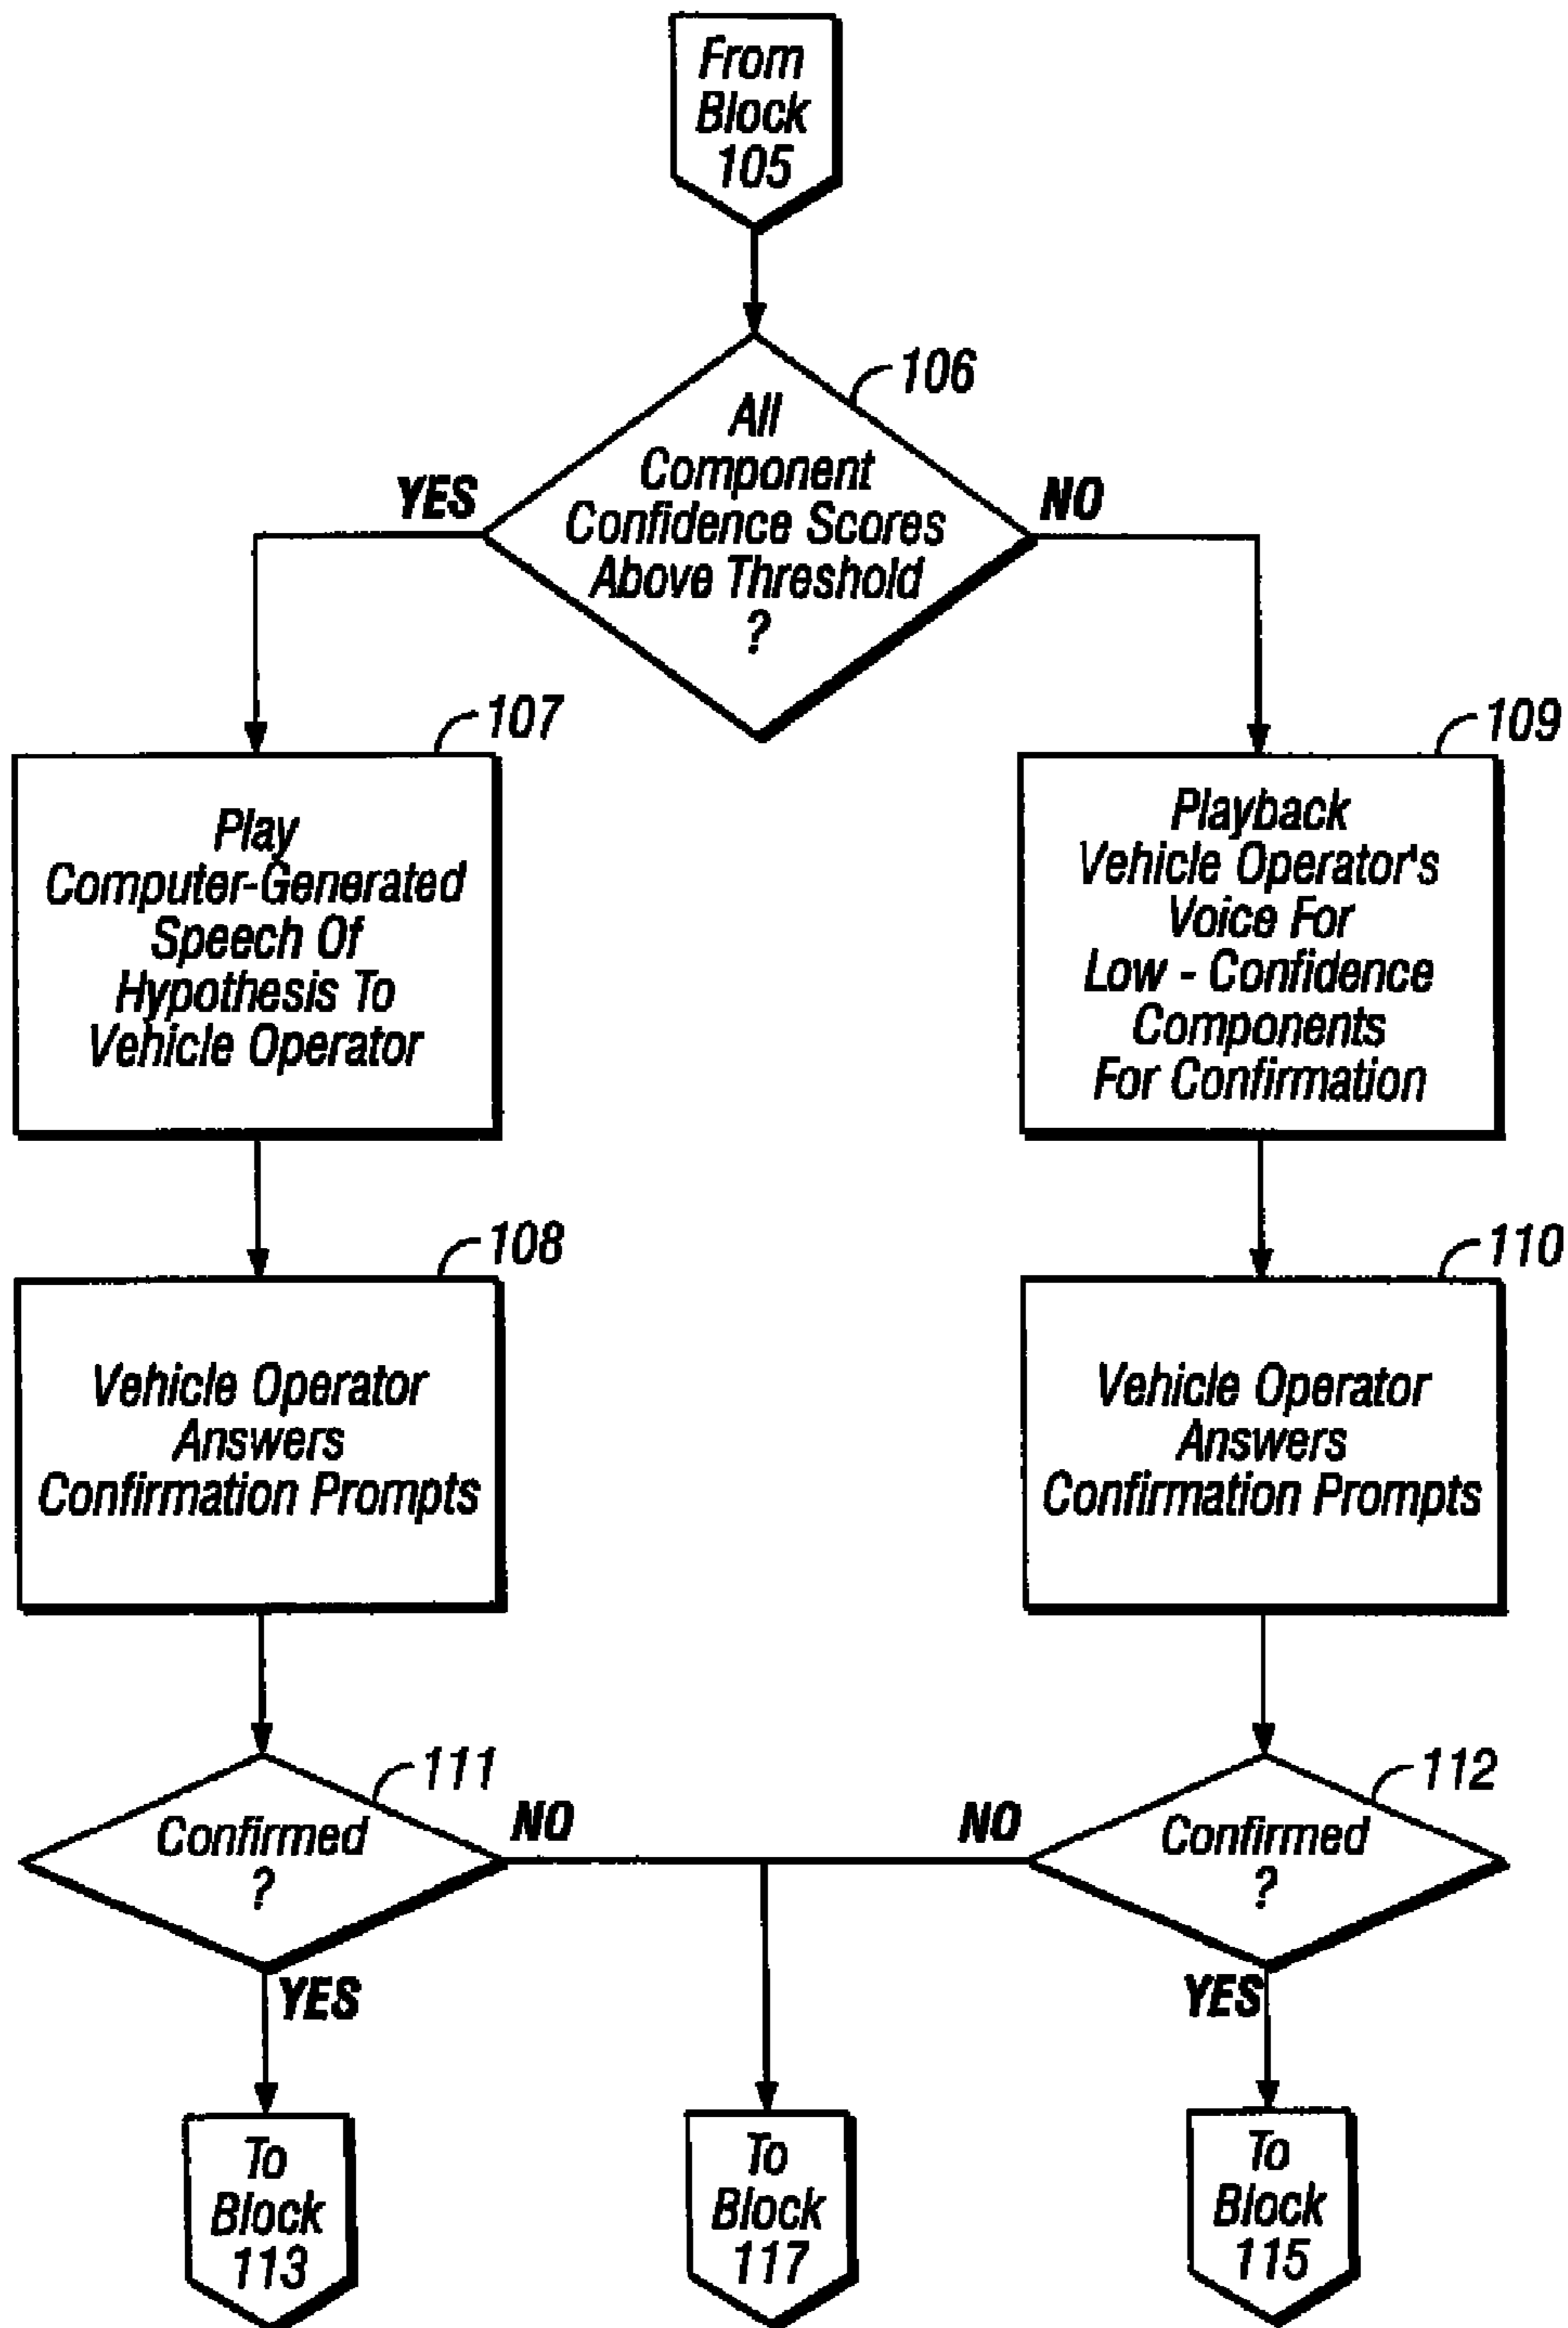 From
Block
105
106
All
Component
Confidence Scores
Above Threshold
?
YES
NO
107
Play
Computer-Generated
Speech Of
Hypothesis To
Vehicle Operator
109
Playback
Vehicle Operator's
Voice For
Low - Confidence
Components
For Confirmation
108
Vehicle Operator
Answers
Confirmation Prompts
110
Vehicle Operator
Answers
Confirmation Prompts
111
Confirmed
?
NO
YES
112
Confirmed
?
NO
YES
To
Block
113
To
Block
117
To
Block
115